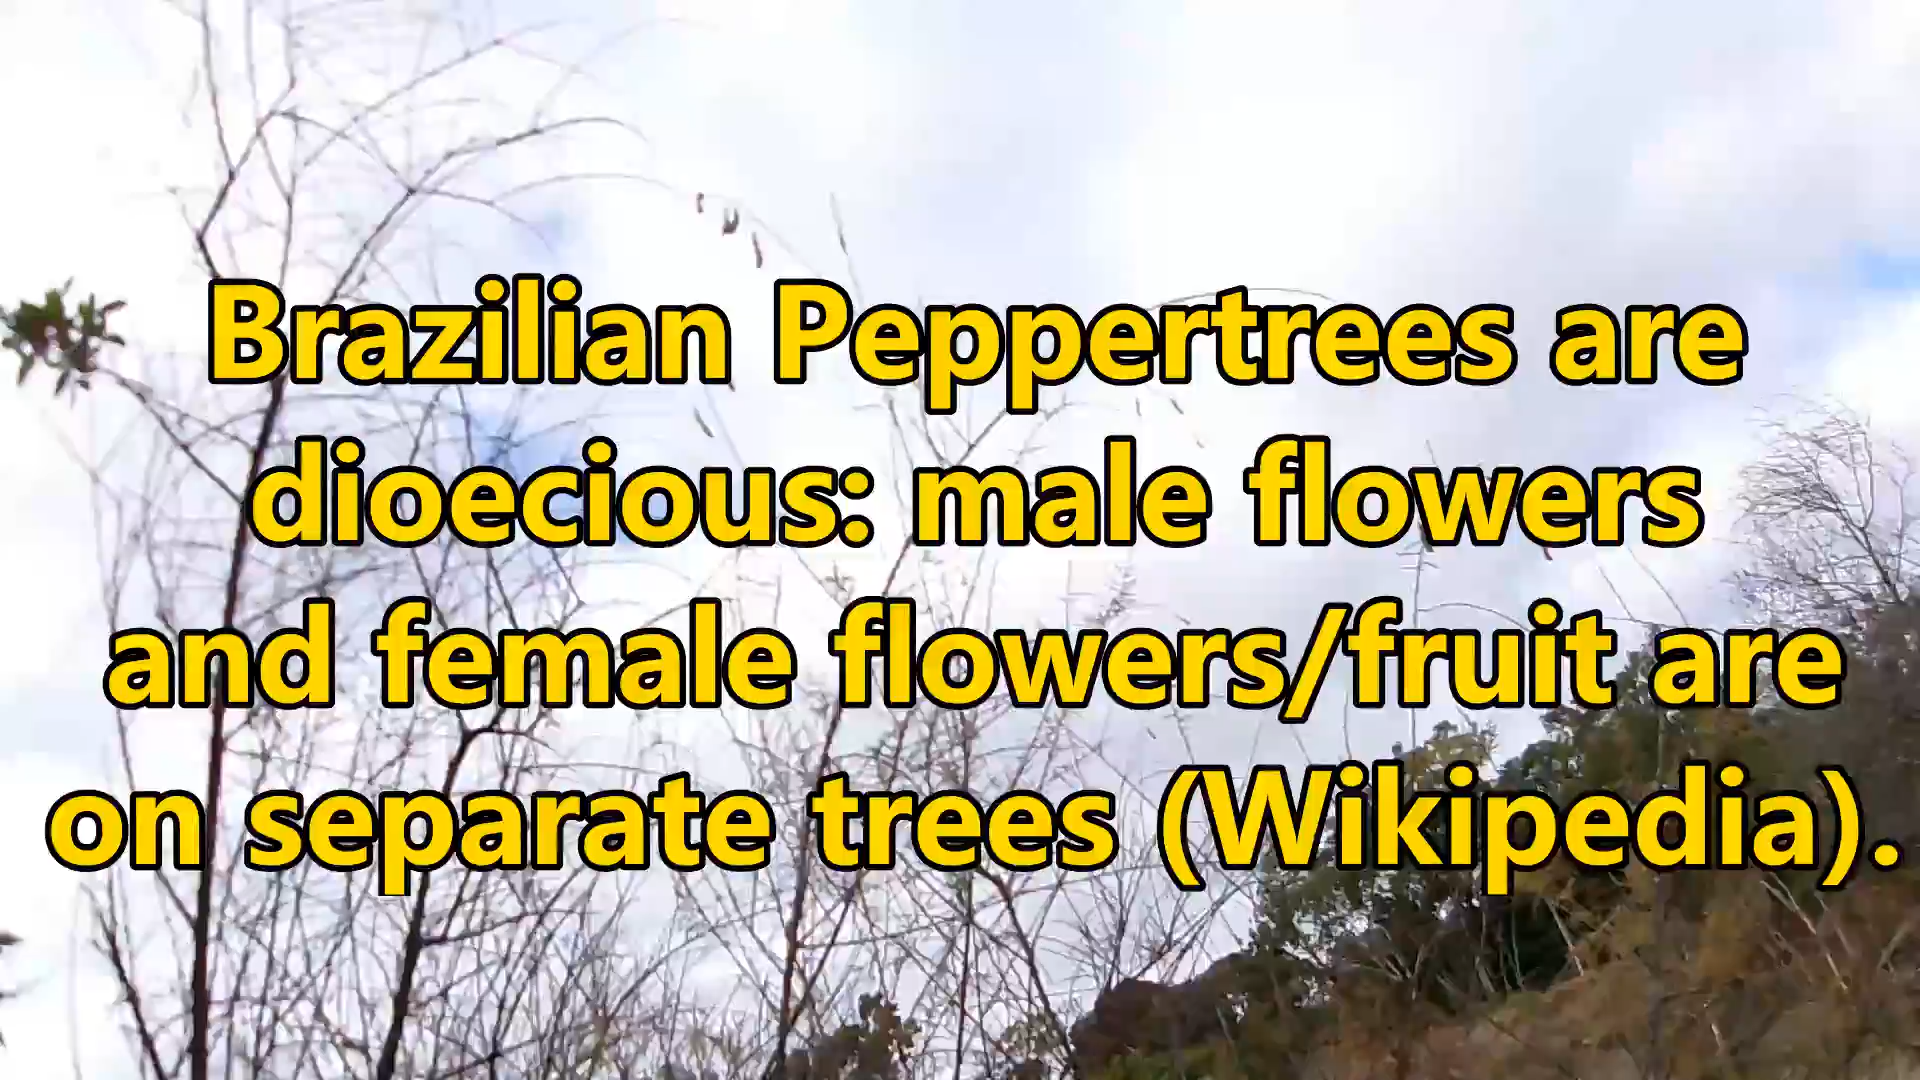 Brazilian Peppertrees are
dioecious: male flowers
and female flowers/fruit are
on separate trees (Wikipedia).